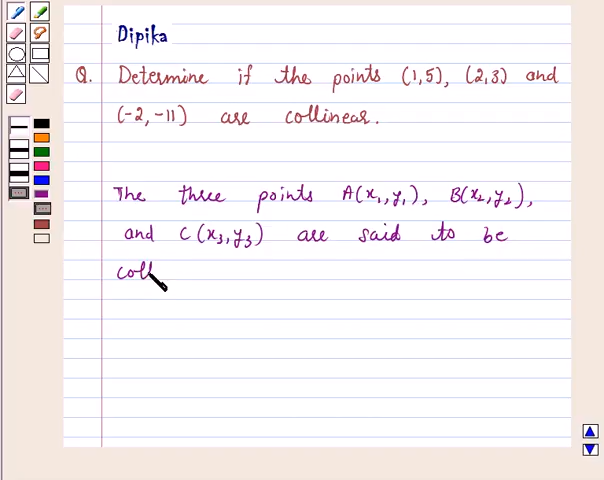 Dipika
Q. Determine if the points (1,5), (2,3) and
(-2,-11) are collinear.
The three points A(x₁,y₁), B(x₂,y₂),
and C(x₃,y₃) are said to be
coll